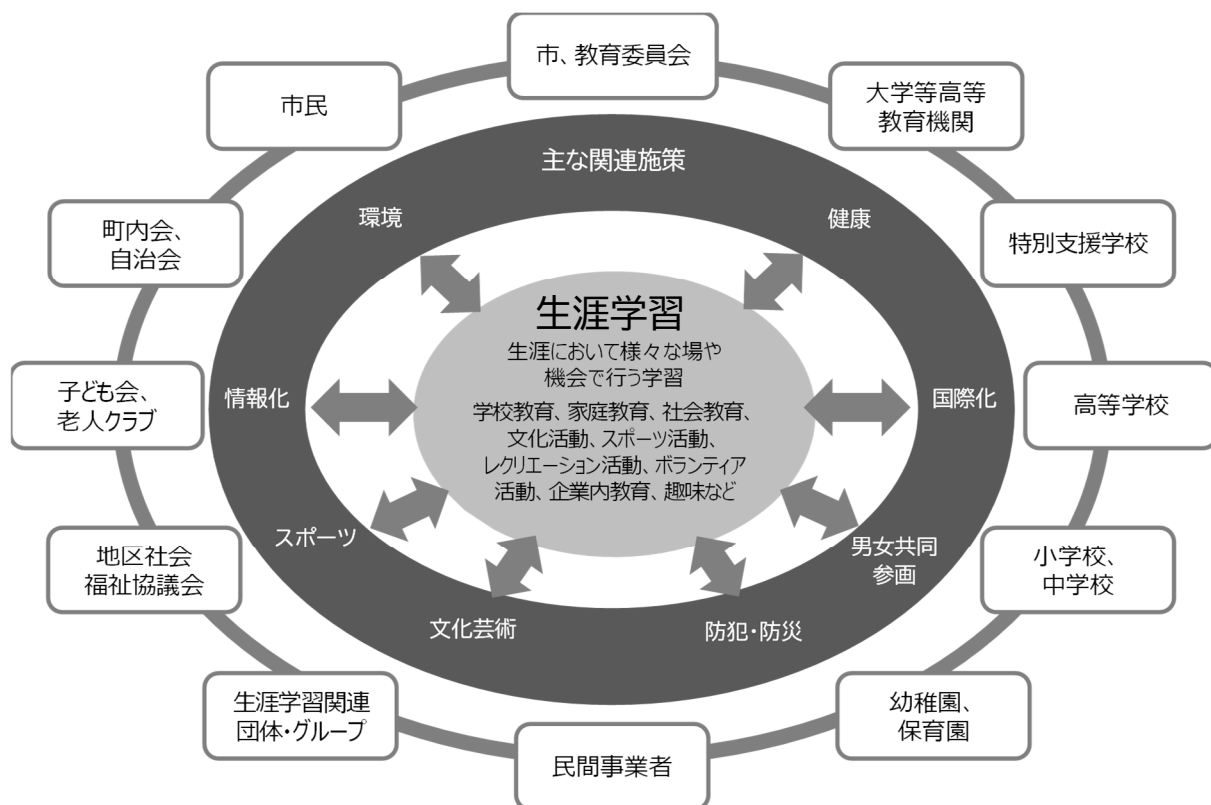 市、教育委員会
市民
大学等高等
教育機関
主な関連施策
環境
健康
町内会、
自治会
特別支援学校
生涯学習
生涯において様々な場や
機会で行う学習
学校教育、家庭教育、社会教育、
文化活動、スポーツ活動、
レクリエーション活動、ボランティア
活動、企業内教育、趣味など
子ども会、
老人クラブ
情報化
国際化
高等学校
スポーツ
男女共同
参画
地区社会
福祉協議会
小学校、
中学校
文化芸術
防犯・防災
生涯学習関連
団体・グループ
幼稚園、
保育園
民間事業者